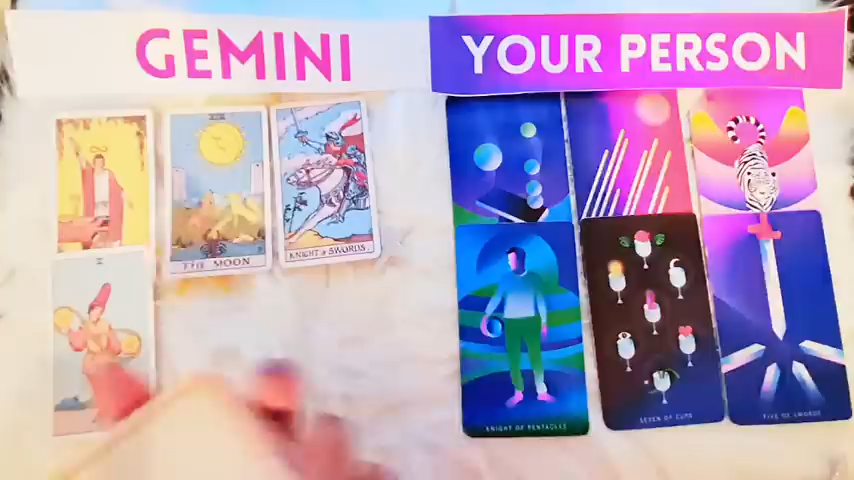 GEMINI
YOUR PERSON
THE MOON
KNIGHT of SWORDS.
KNIGHT OF PENTACLES
SEVEN OF CUPS
FIVE OF SWORDS